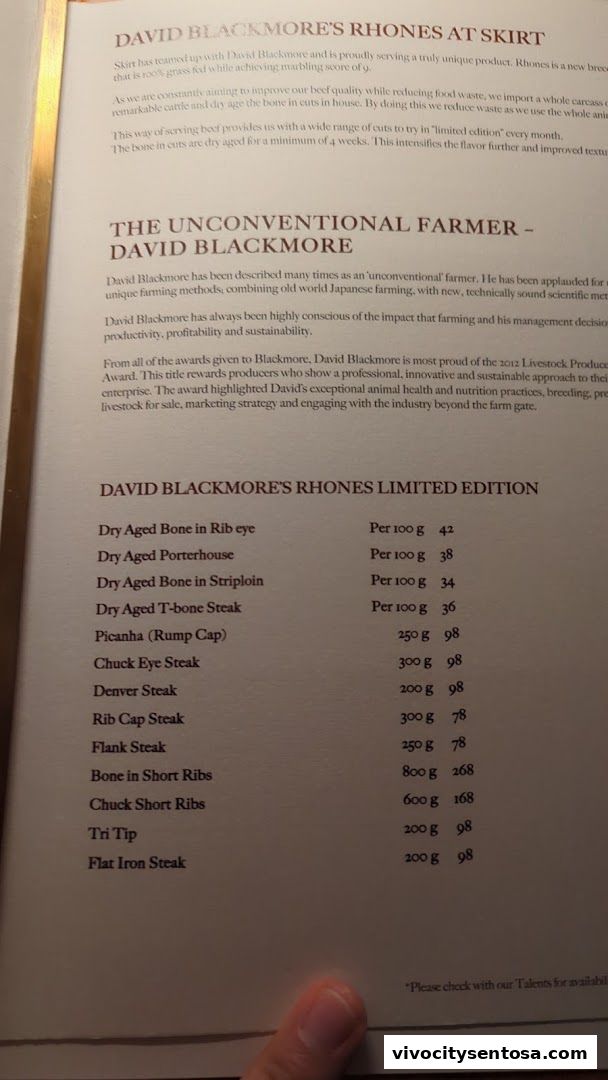 DAVID BLACKMORE'S RHONES AT SKIRT
Skirt has teamed up with David Blackmore and is proudly serving a truly unique product. Rhones is a new
that is 100% grass fed while achieving marbling score of 9.
As we are constantly aiming to improve our beef quality while reducing food waste, we import a whole carcass
remarkable cattle and dry age the bone in cuts in house. By doing this we reduce waste as we use the whole
This way of serving beef provides us with a wide range of cuts to try in "limited edition" every month.
The bone in cuts are dry aged for a minimum of 4 weeks. This intensifies the flavor further and improved
THE UNCONVENTIONAL FARMER –
DAVID BLACKMORE
David Blackmore has been described many times as an 'unconventional' farmer. He has been applauded for
unique farming methods; combining old world Japanese farming, with new, technically sound scientific
David Blackmore has always been highly conscious of the impact that farming and his management
productivity, profitability and sustainability.
From all of the awards given to Blackmore, David Blackmore is most proud of the 2012 Livestock
Award. This title rewards producers who show a professional, innovative and sustainable approach to
enterprise. The award highlighted David's exceptional animal health and nutrition practices, breeding,
livestock for sale, marketing strategy and engaging with the industry beyond the farm gate.
DAVID BLACKMORE'S RHONES LIMITED EDITION
Dry Aged Bone in Rib eye Per 100 g 42
Dry Aged Porterhouse Per 100 g 38
Dry Aged Bone in Striploin Per 100 g 34
Dry Aged T-bone Steak Per 100 g 36
Picanha (Rump Cap) 250 g 98
Chuck Eye Steak 300 g 98
Denver Steak 200 g 98
Rib Cap Steak 300 g 78
Flank Steak 250 g 78
Bone in Short Ribs 800 g 268
Chuck Short Ribs 600 g 168
Tri Tip 200 g 98
Flat Iron Steak 200 g 98
*Please check with our Talents for
vivocitysentosa.com